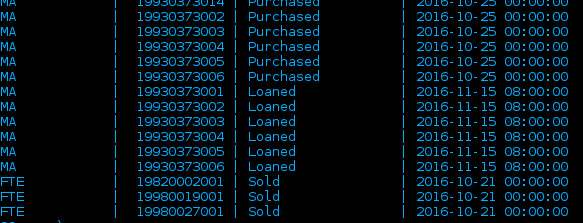 MA | 19930373014 | Purchased | 2016-10-25 00:00:00
MA | 19930373002 | Purchased | 2016-10-25 00:00:00
MA | 19930373003 | Purchased | 2016-10-25 00:00:00
MA | 19930373004 | Purchased | 2016-10-25 00:00:00
MA | 19930373005 | Purchased | 2016-10-25 00:00:00
MA | 19930373006 | Purchased | 2016-10-25 00:00:00
MA | 19930373001 | Loaned | 2016-11-15 08:00:00
MA | 19930373002 | Loaned | 2016-11-15 08:00:00
MA | 19930373003 | Loaned | 2016-11-15 08:00:00
MA | 19930373004 | Loaned | 2016-11-15 08:00:00
MA | 19930373005 | Loaned | 2016-11-15 08:00:00
MA | 19930373006 | Loaned | 2016-11-15 08:00:00
FTE | 19820002001 | Sold | 2016-10-21 00:00:00
FTE | 19980019001 | Sold | 2016-10-21 00:00:00
FTE | 19980027001 | Sold | 2016-10-21 00:00:00